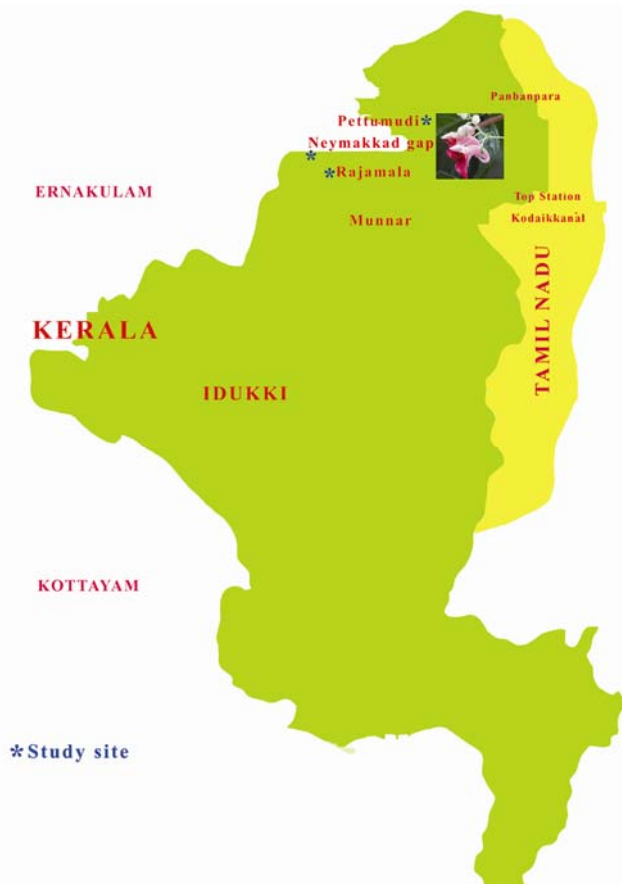 Panbanpara
Pettumudi *
Neymakkad gap
*
* Rajamala
ERNAKULAM
Top Station
Munnar
Kodaikkanal
TAMIL NADU
KERALA
IDUKKI
KOTTAYAM
* Study site